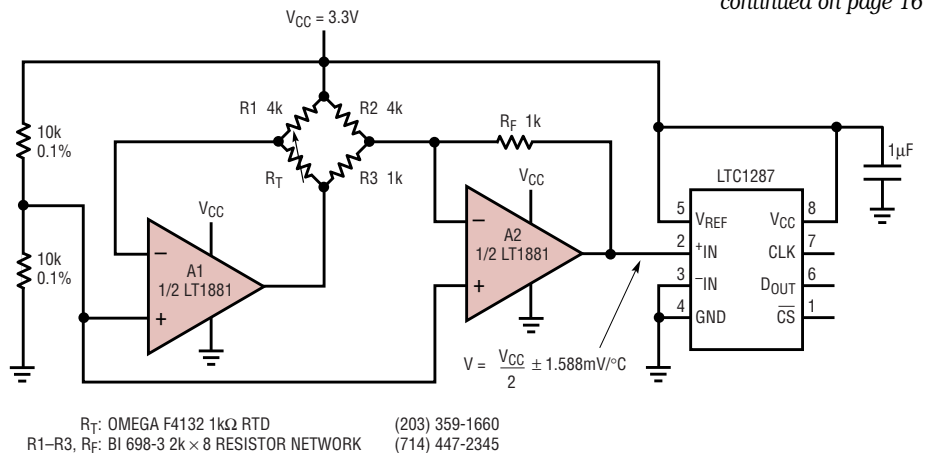 continued on page 16
VCC = 3.3V
R1 4k
R2 4k
10k
0.1%
RF 1k
1µF
RT
R3 1k
VCC
VCC
LTC1287
10k
0.1%
–
A1
1/2 LT1881
+
–
A2
1/2 LT1881
+
5 VREF
VCC 8
2 +IN
CLK 7
3 –IN
DOUT 6
4 GND
CS 1
V = VCC/2 ± 1.588mV/°C
RT: OMEGA F4132 1kΩ RTD (203) 359-1660
R1–R3, RF: BI 698-3 2k × 8 RESISTOR NETWORK (714) 447-2345